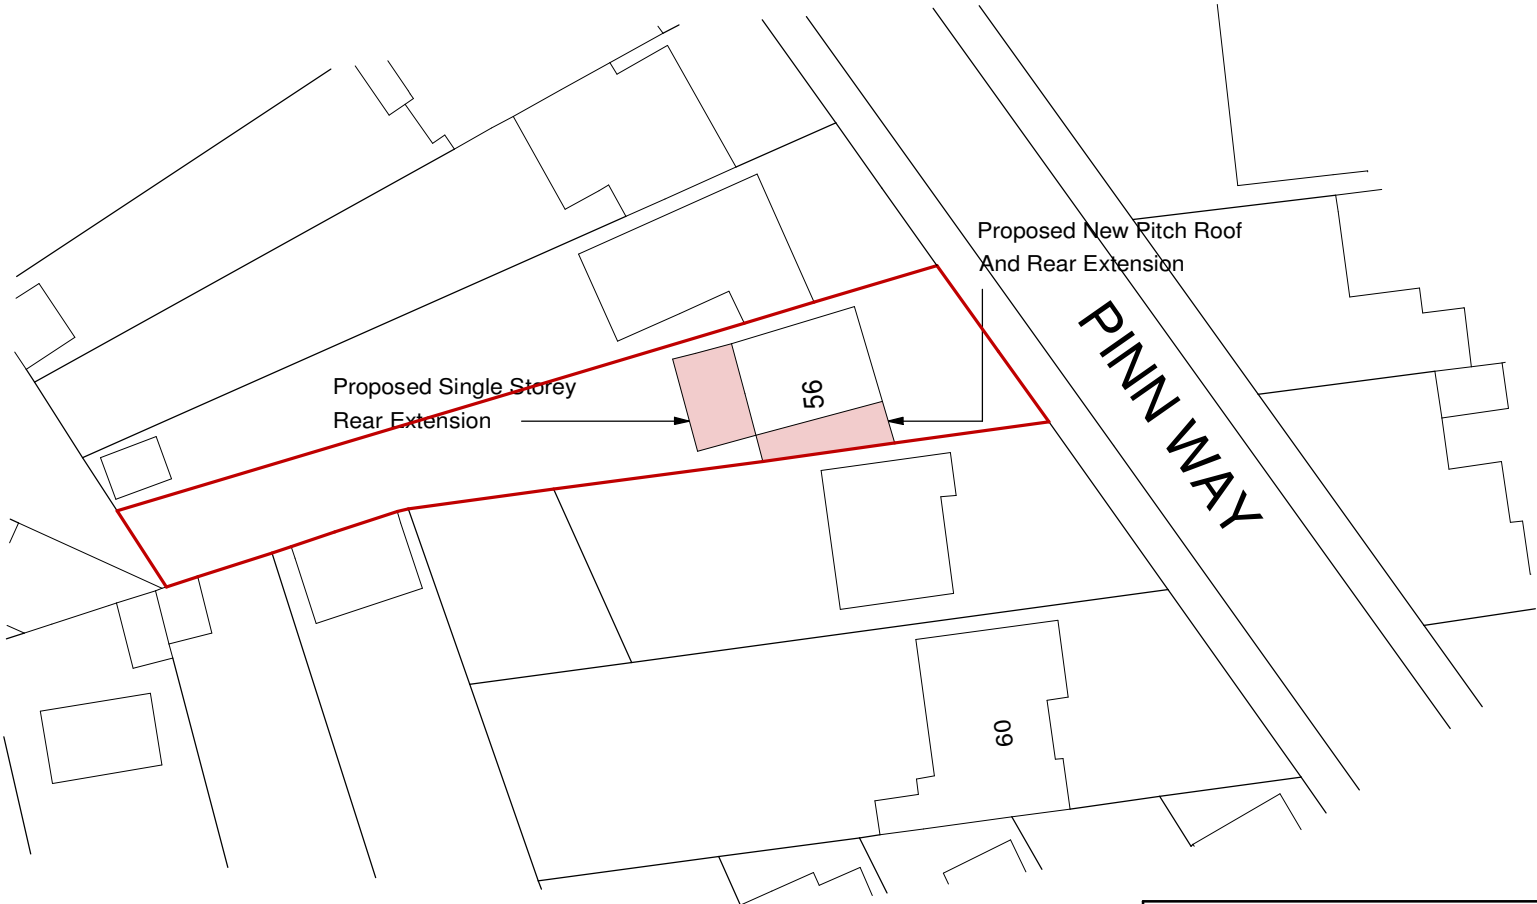 Proposed New Pitch Roof
And Rear Extension
PINN WAY
Proposed Single Storey
Rear Extension
56
60